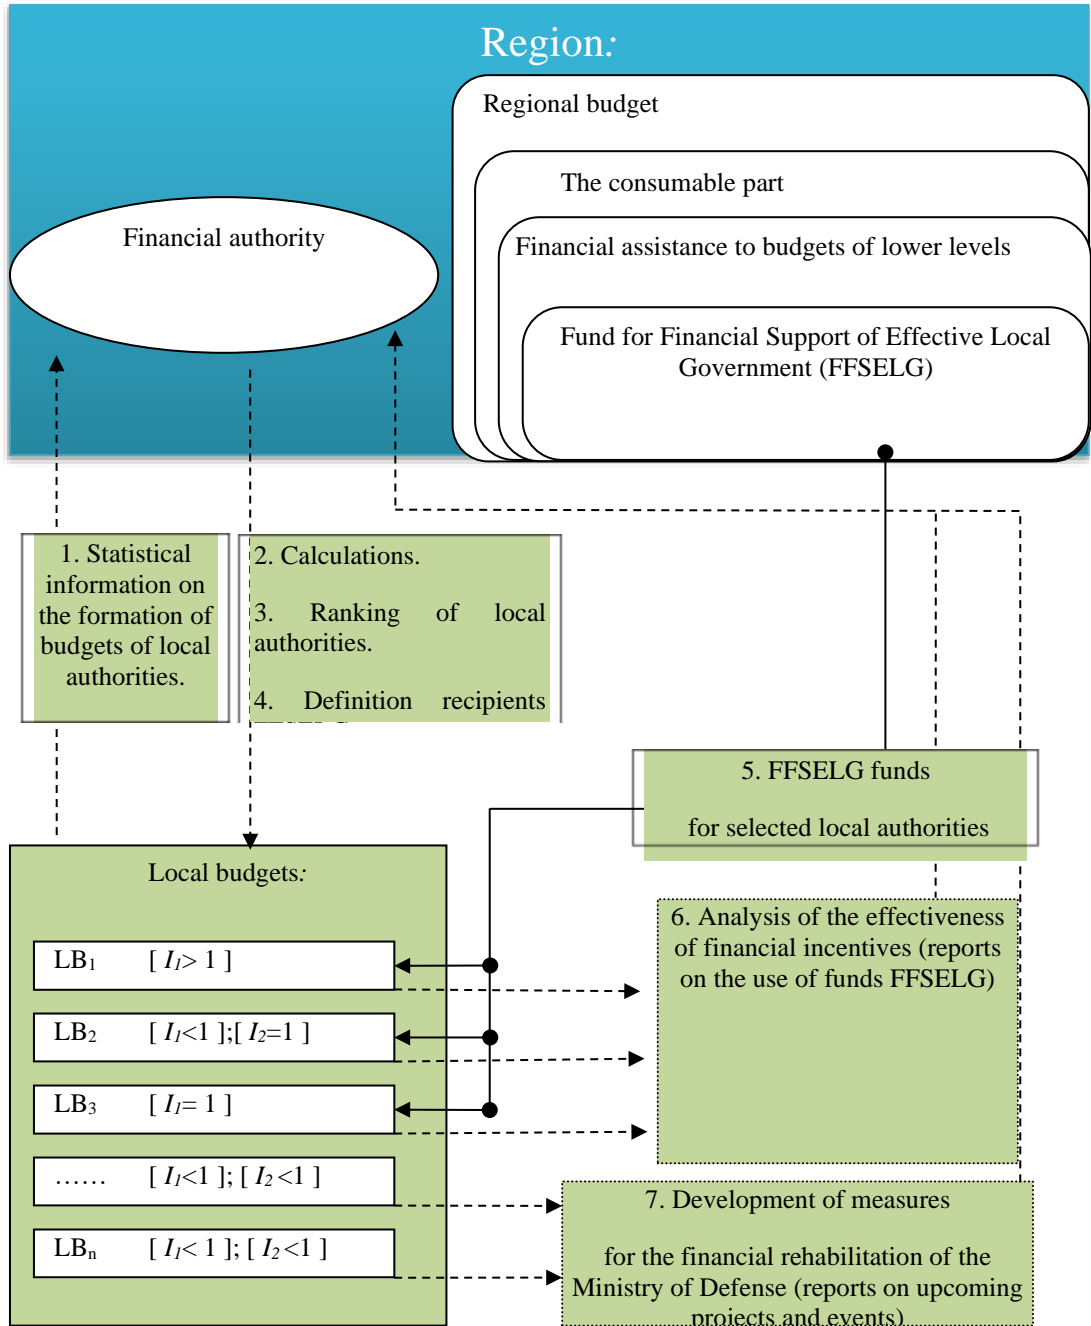 Region:
Regional budget
The consumable part
Financial authority
Financial assistance to budgets of lower levels
Fund for Financial Support of Effective Local
Government (FFSELG)
1. Statistical
information on
the formation of
budgets of local
authorities.
2. Calculations.
3. Ranking of local
authorities.
4. Definition recipients
5. FFSELG funds
for selected local authorities
Local budgets:
LB1 [ I1> 1 ]
LB2 [ I1<1 ];[ I2=1 ]
LB3 [ I1= 1 ]
…… [ I1<1 ]; [ I2 <1 ]
LBn [ I1< 1 ]; [ I2 <1 ]
6. Analysis of the effectiveness
of financial incentives (reports
on the use of funds FFSELG)
7. Development of measures
for the financial rehabilitation of the
Ministry of Defense (reports on upcoming
projects and events)